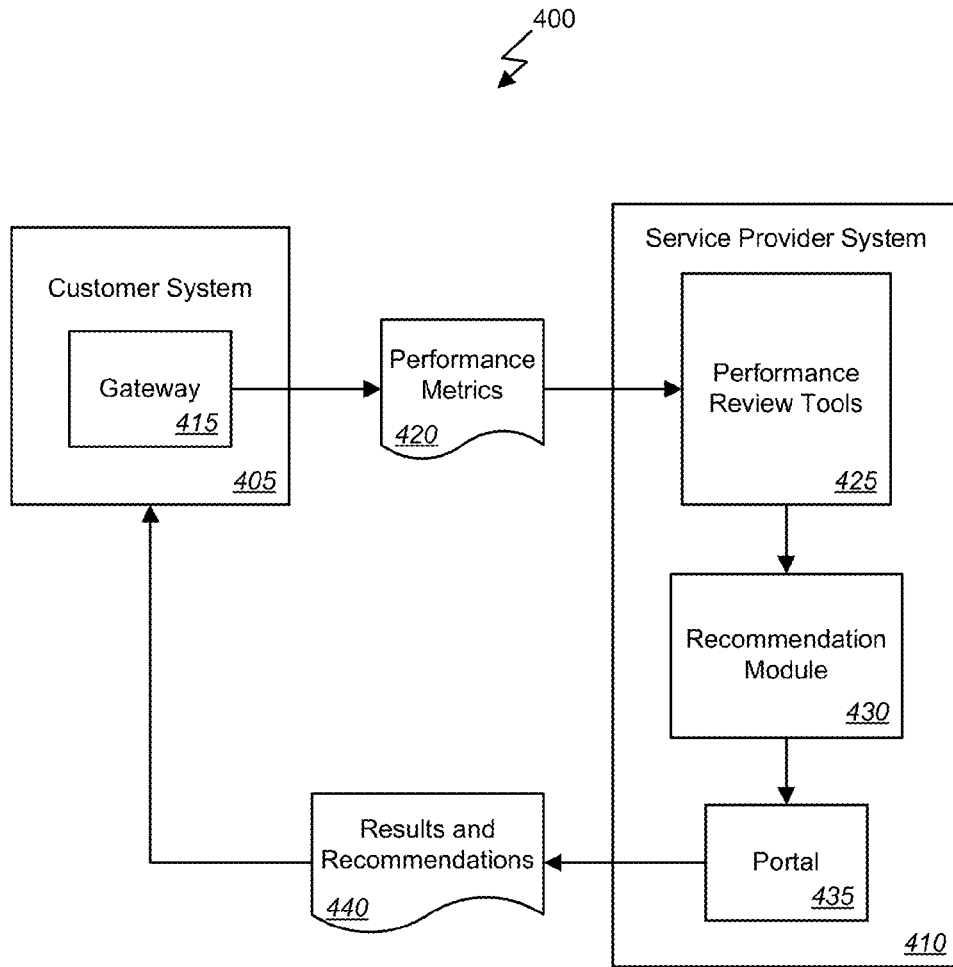 400
Customer System
Gateway
415
405
Performance
Metrics
420
Service Provider System
Performance
Review Tools
425
Recommendation
Module
430
Portal
435
410
Results and
Recommendations
440